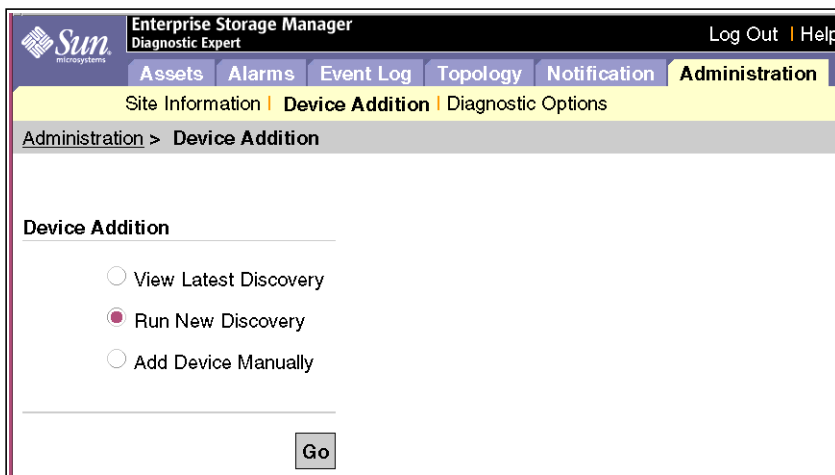 Sun
microsystems
Enterprise Storage Manager
Diagnostic Expert
Log Out | Help
Assets Alarms Event Log Topology Notification Administration
Site Information | Device Addition | Diagnostic Options
Administration > Device Addition
Device Addition
View Latest Discovery
Run New Discovery
Add Device Manually
Go